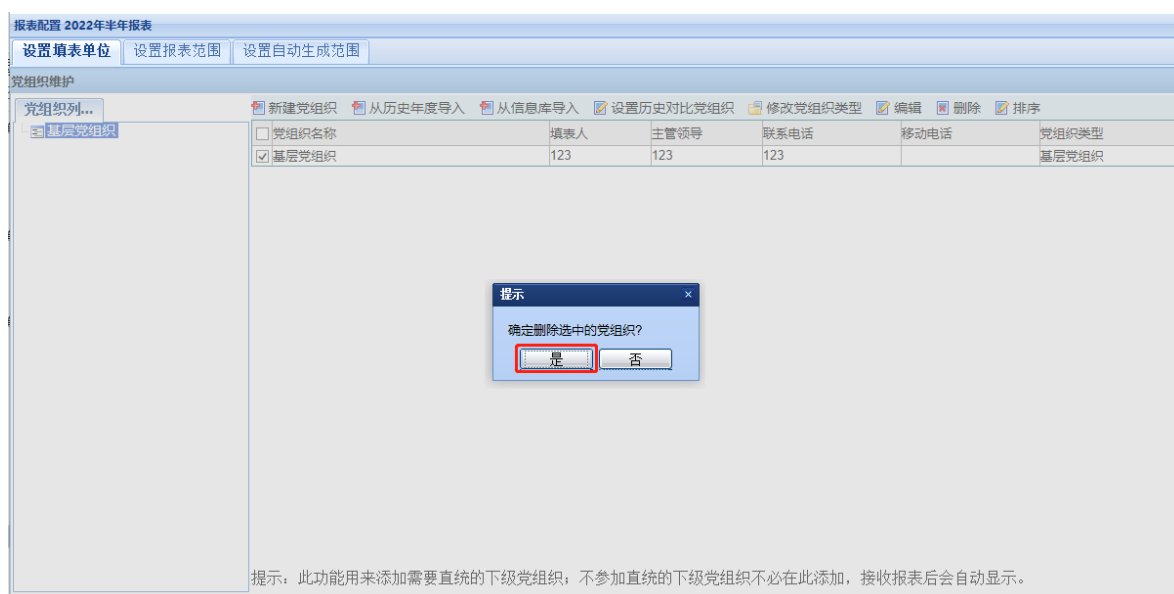 报表配置 2022年半年报表
设置填表单位 设置报表范围 设置自动生成范围
党组织维护
党组织列...
基层党组织
新建党组织 从历史年度导入 从信息库导入 设置历史对比党组织 修改党组织类型 编辑 删除 排序
党组织名称 填表人 主管领导 联系电话 移动电话 党组织类型
基层党组织 123 123 123 基层党组织
提示 ×
确定删除选中的党组织?
是 否
提示：此功能用来添加需要直统的下级党组织；不参加直统的下级党组织不必在此添加，接收报表后会自动显示。